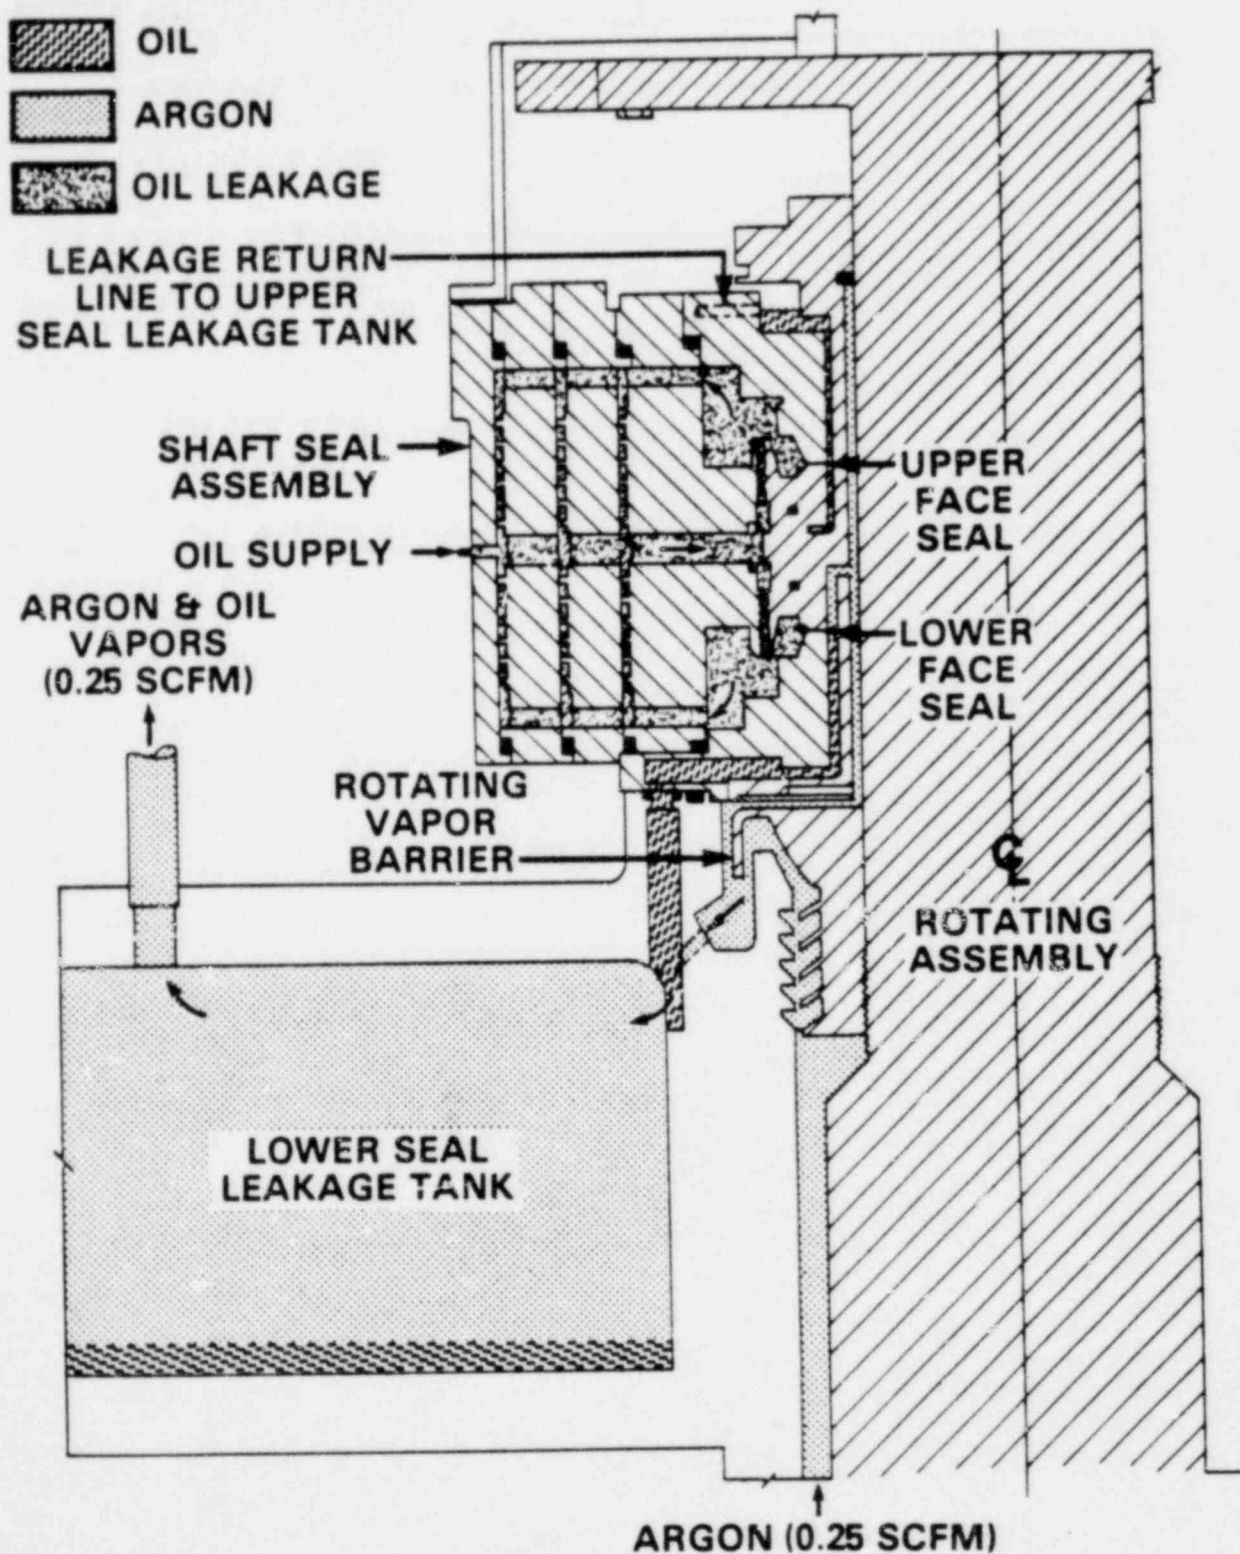 OIL
ARGON
OIL LEAKAGE
LEAKAGE RETURN
LINE TO UPPER
SEAL LEAKAGE TANK
SHAFT SEAL
ASSEMBLY
OIL SUPPLY
ARGON & OIL
VAPORS
(0.25 SCFM)
UPPER
FACE
SEAL
LOWER
FACE
SEAL
ROTATING
VAPOR
BARRIER
CL
ROTATING
ASSEMBLY
LOWER SEAL
LEAKAGE TANK
ARGON (0.25 SCFM)